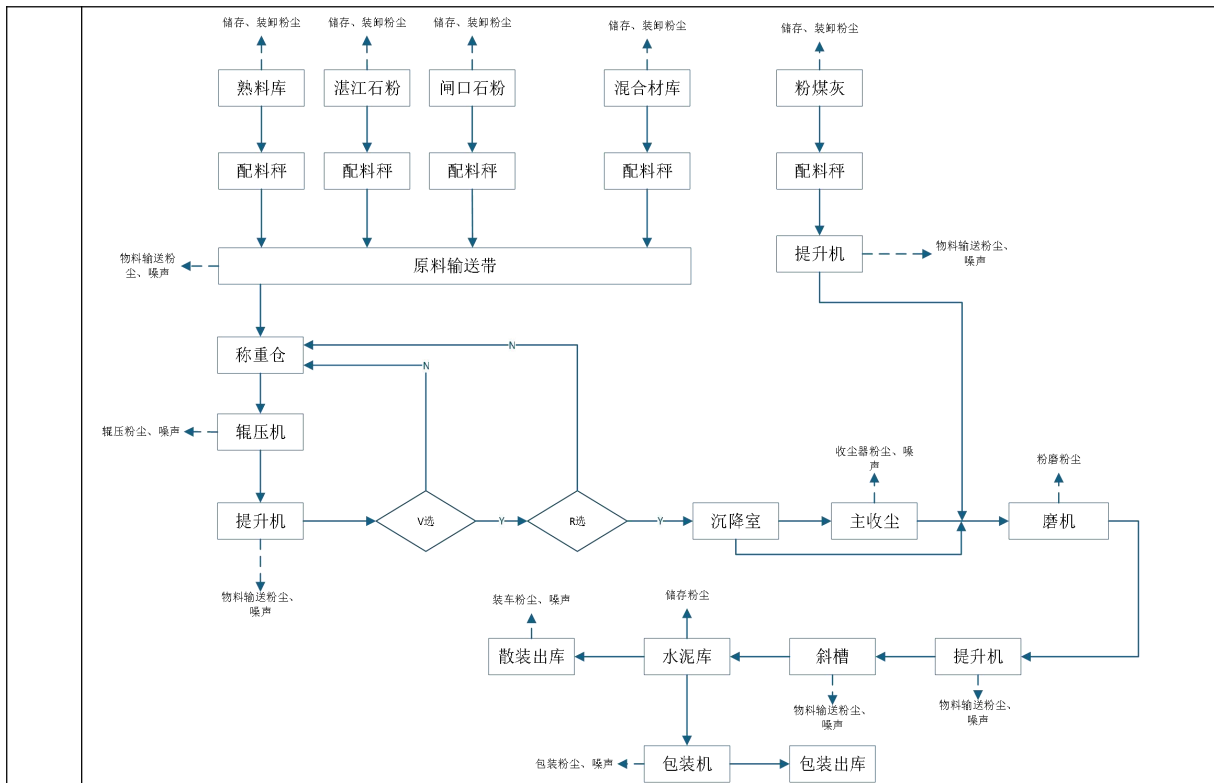 储存、装卸粉尘
储存、装卸粉尘
储存、装卸粉尘
储存、装卸粉尘
储存、装卸粉尘
熟料库
湛江石粉
闸口石粉
混合材库
粉煤灰
配料秤
配料秤
配料秤
配料秤
配料秤
物料输送粉
尘、噪声
原料输送带
提升机
物料输送粉尘、
噪声
称重仓
N
N
辊压粉尘、噪声
辊压机
收尘器粉尘、噪
声
粉磨粉尘
提升机
V选
Y
R选
Y
沉降室
主收尘
磨机
物料输送粉尘、
噪声
装车粉尘、噪声
储存粉尘
散装出库
水泥库
斜槽
提升机
物料输送粉尘、
噪声
物料输送粉尘、
噪声
包装粉尘、噪声
包装机
包装出库